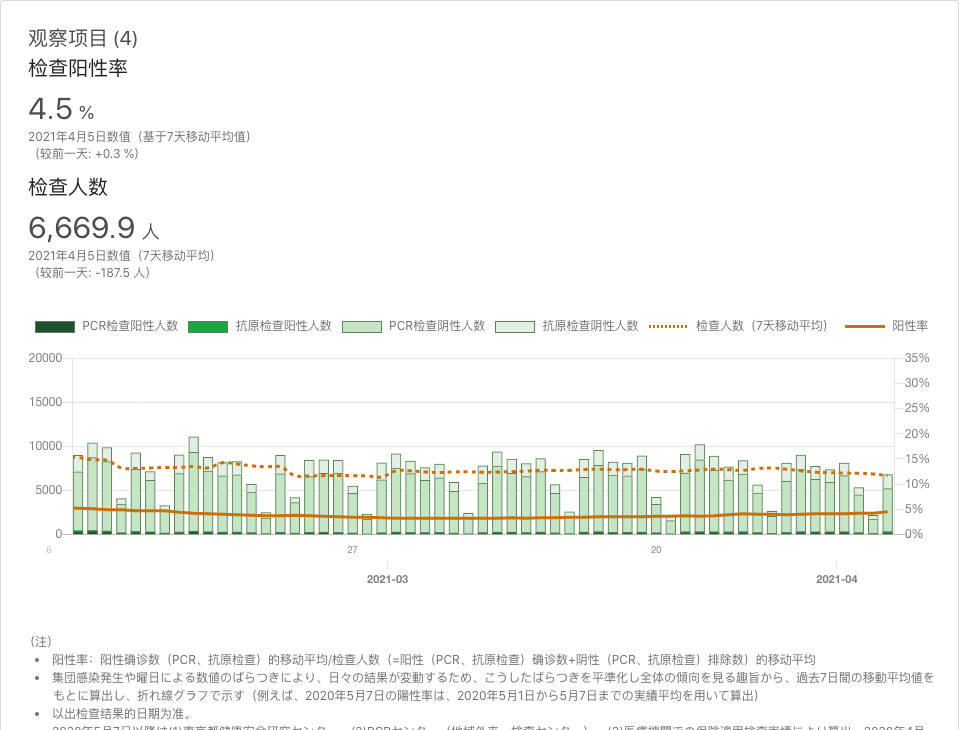 观察项目 (4)
检查阳性率
4.5 %
2021年4月5日数值（基于7天移动平均值）
（较前一天: +0.3 %）
检查人数
6,669.9 人
2021年4月5日数值（7天移动平均）
（较前一天: -187.5 人）
PCR检查阳性人数 抗原检查阳性人数 PCR检查阴性人数 抗原检查阴性人数 检查人数（7天移动平均） 阳性率
20000 35%
30%
15000 25%
20%
10000 15%
5000 10%
5%
0 0%
6 27 20
2021-03 2021-04
（注）
• 阳性率：阳性确诊数（PCR、抗原检查）的移动平均/检查人数（=阳性（PCR、抗原检查）确诊数+阴性（PCR、抗原检查）排除数）的移动平均
• 集団感染発生や曜日による数値のばらつきにより、日々の結果が変動するため、こうしたばらつきを平準化し全体の傾向を見る趣旨から、過去7日間の移動平均値を
もとに算出し、折れ線グラフで示す（例えば、2020年5月7日の陽性率は、2020年5月1日から5月7日までの実績平均を用いて算出）
• 以出检查结果的日期为准。